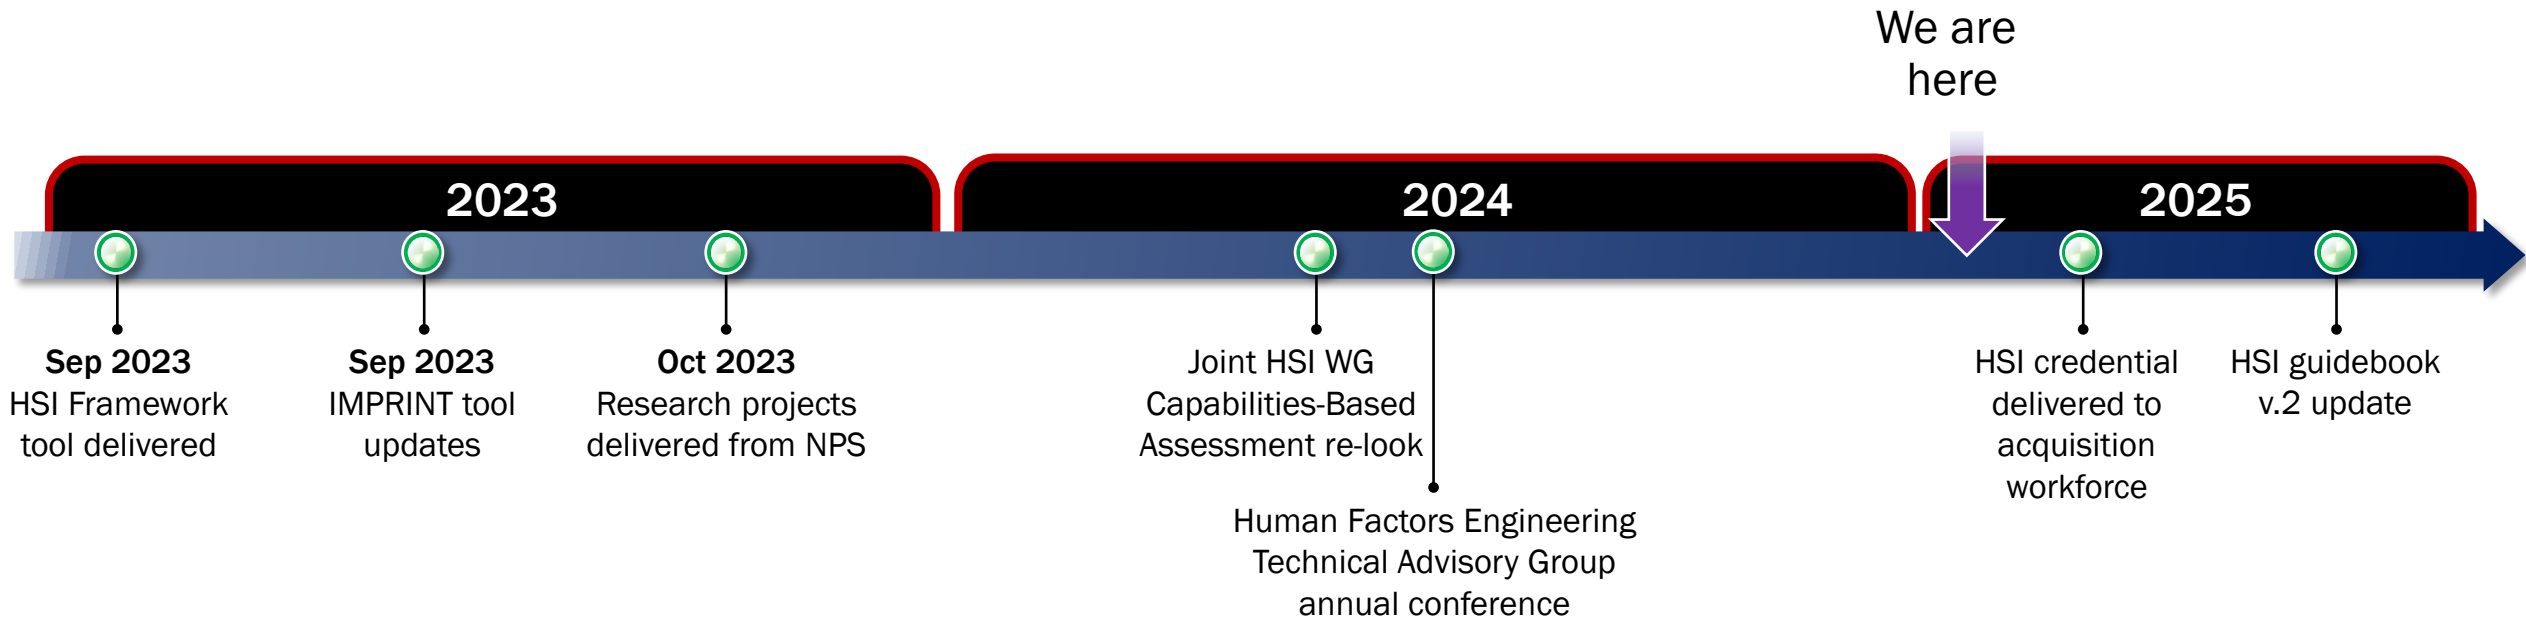 We are
here
2023
2024
2025
Sep 2023
HSI Framework
tool delivered
Sep 2023
IMPRINT tool
updates
Oct 2023
Research projects
delivered from NPS
Joint HSI WG
Capabilities-Based
Assessment re-look
Human Factors Engineering
Technical Advisory Group
annual conference
HSI credential
delivered to
acquisition
workforce
HSI guidebook
v.2 update